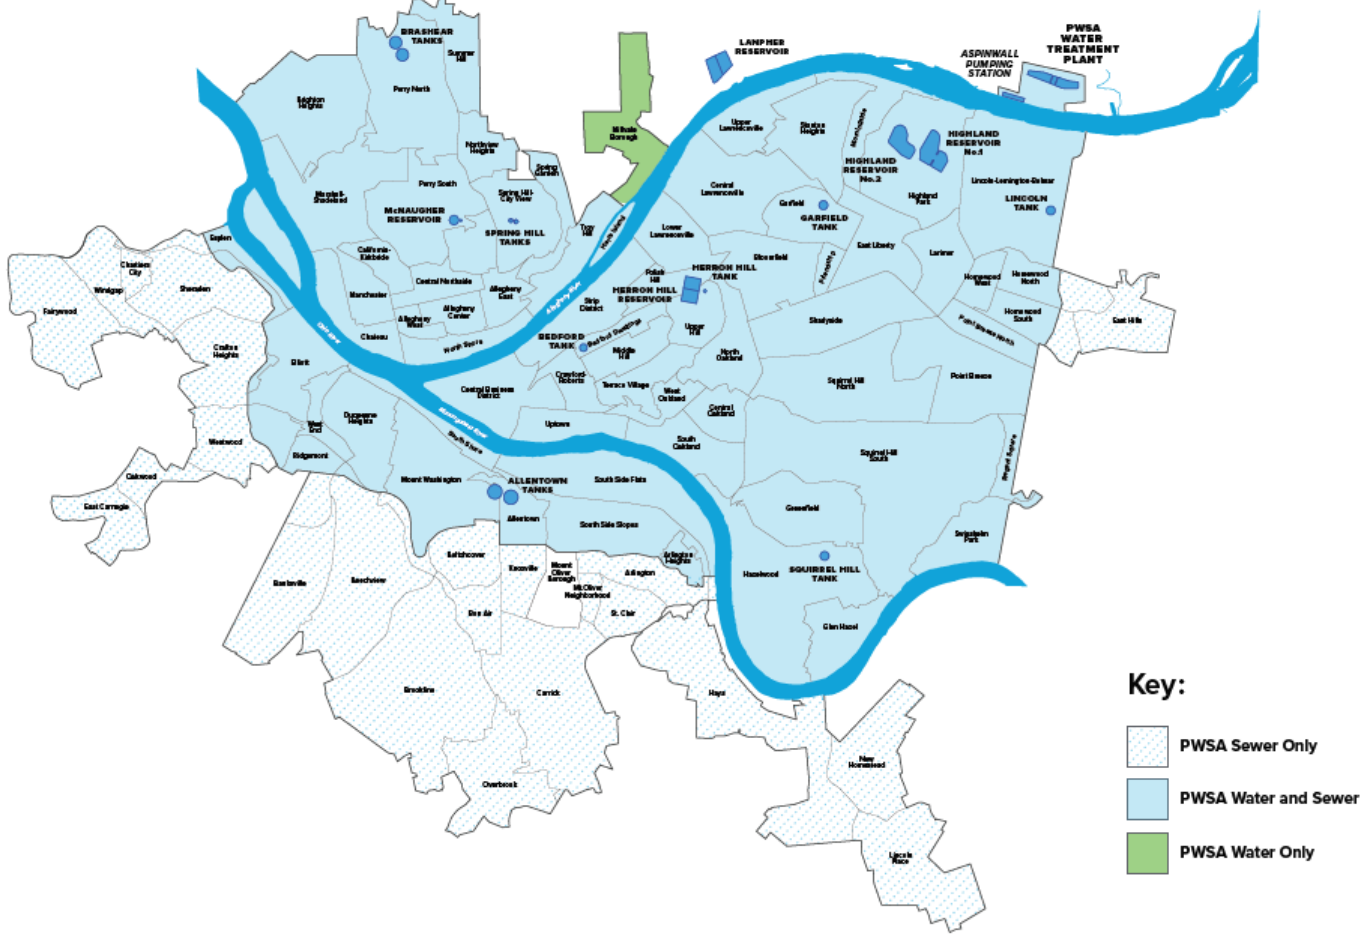 BRASHEAR
TANKS
Summer
Hill
Perry North
Brighton
Heights
LANPHER
RESERVOIR
PWSA
WATER
TREATMENT
PLANT
ASPINWALL
PUMPING
STATION
Millvale
Borough
Northview
Heights
Spring
Garden
Upper
Lawrenceville
Stanton
Heights
Morningside
HIGHLAND
RESERVOIR
No.1
HIGHLAND
RESERVOIR
No.2
Highland
Park
Lincoln-Lemington-Belmar
LINCOLN
TANK
Marshall-
Shadeland
Perry South
Spring Hill-
City View
McNAUGHER
RESERVOIR
SPRING HILL
TANKS
Troy
Hill
Herrs Island
Central
Lawrenceville
Lower
Lawrenceville
Garfield
GARFIELD
TANK
East Liberty
Larimer
Friendship
Bloomfield
Homewood
West
Homewood
North
Homewood
South
Point Breeze North
East Hills
Esplen
Chartiers
City
Windgap
Sheraden
Fairywood
Crafton
Heights
California-
Kirkbride
Manchester
Central Northside
Allegheny
West
Allegheny
Center
Allegheny
East
Chateau
North Shore
Allegheny River
Ohio River
Polish
Hill
HERRON HILL
TANK
HERRON HILL
RESERVOIR
Strip
District
BEDFORD
TANK
Bedford Dwellings
Middle
Hill
Upper
Hill
Crawford-
Roberts
Terrace Village
West
Oakland
North
Oakland
Central
Oakland
South
Oakland
Shadyside
Squirrel Hill
North
Point Breeze
Squirrel Hill
South
Regent Square
Elliott
West
End
Duquesne
Heights
Ridgemont
Westwood
Oakwood
East Carnegie
Central Business
District
Uptown
Monongahela River
South Shore
Mount Washington
ALLENTOWN
TANKS
Allentown
South Side Flats
South Side Slopes
Arlington
Heights
Greenfield
Hazelwood
SQUIRREL HILL
TANK
Swisshelm
Park
Glen Hazel
Banksville
Beechview
Beltzhoover
Knoxville
Mount
Oliver
Borough
Mt.Oliver
Neighborhood
Arlington
St. Clair
Bon Air
Brookline
Carrick
Overbrook
Hays
New
Homestead
Lincoln
Place
Key:
PWSA Sewer Only
PWSA Water and Sewer
PWSA Water Only